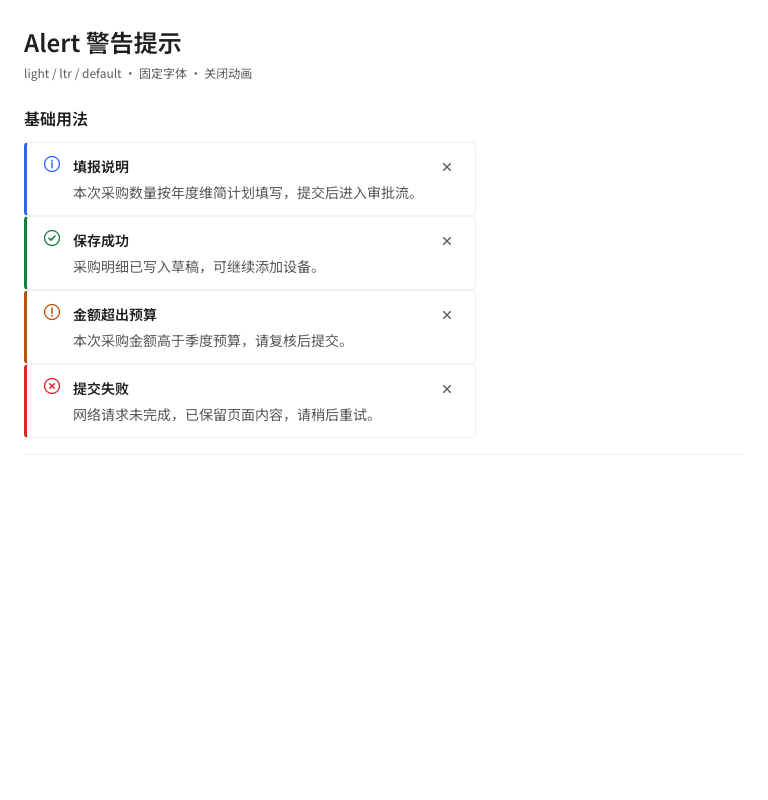 Alert 警告提示
light / ltr / default ・ 固定字体 ・ 关闭动画
基础用法
填报说明
本次采购数量按年度维简计划填写，提交后进入审批流。
保存成功
采购明细已写入草稿，可继续添加设备。
金额超出预算
本次采购金额高于季度预算，请复核后提交。
提交失败
网络请求未完成，已保留页面内容，请稍后重试。